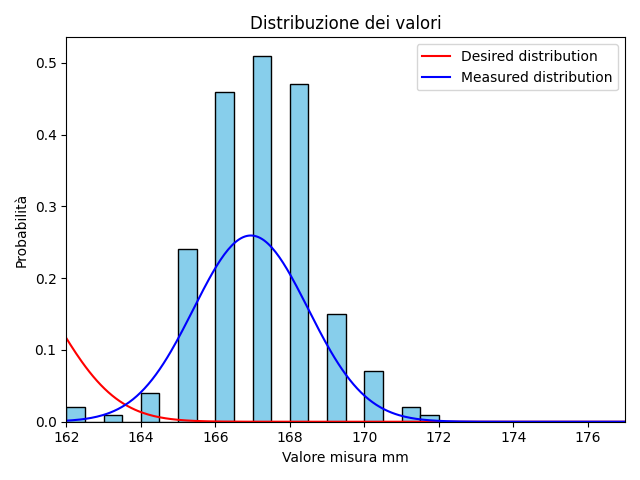 Distribuzione dei valori
Desired distribution
Measured distribution
Probabilità
0.5
0.4
0.3
0.2
0.1
0.0
162 164 166 168 170 172 174 176
Valore misura mm